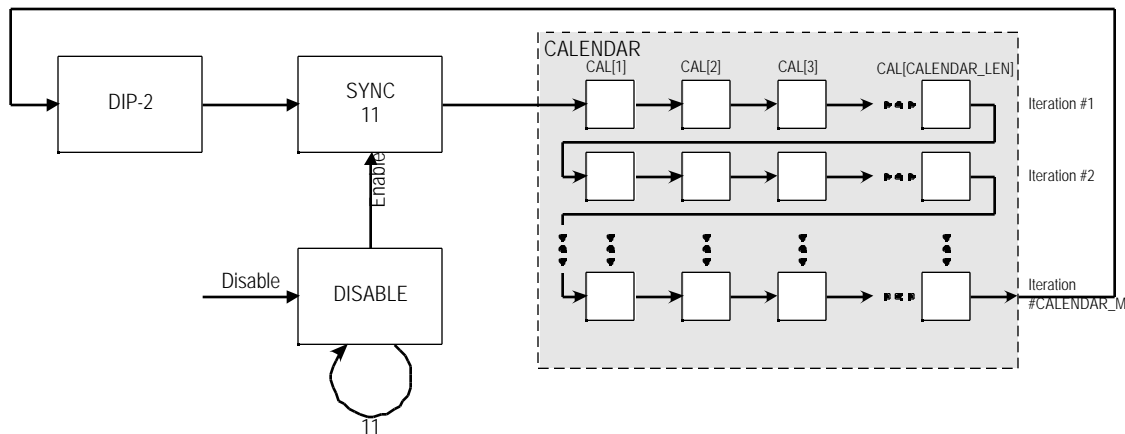 CALENDAR
CAL[1] CAL[2] CAL[3] CAL[CALENDAR_LEN]
DIP-2
SYNC
11
Iteration #1
Enable
Iteration #2
Disable
DISABLE
Iteration
#CALENDAR_M
11